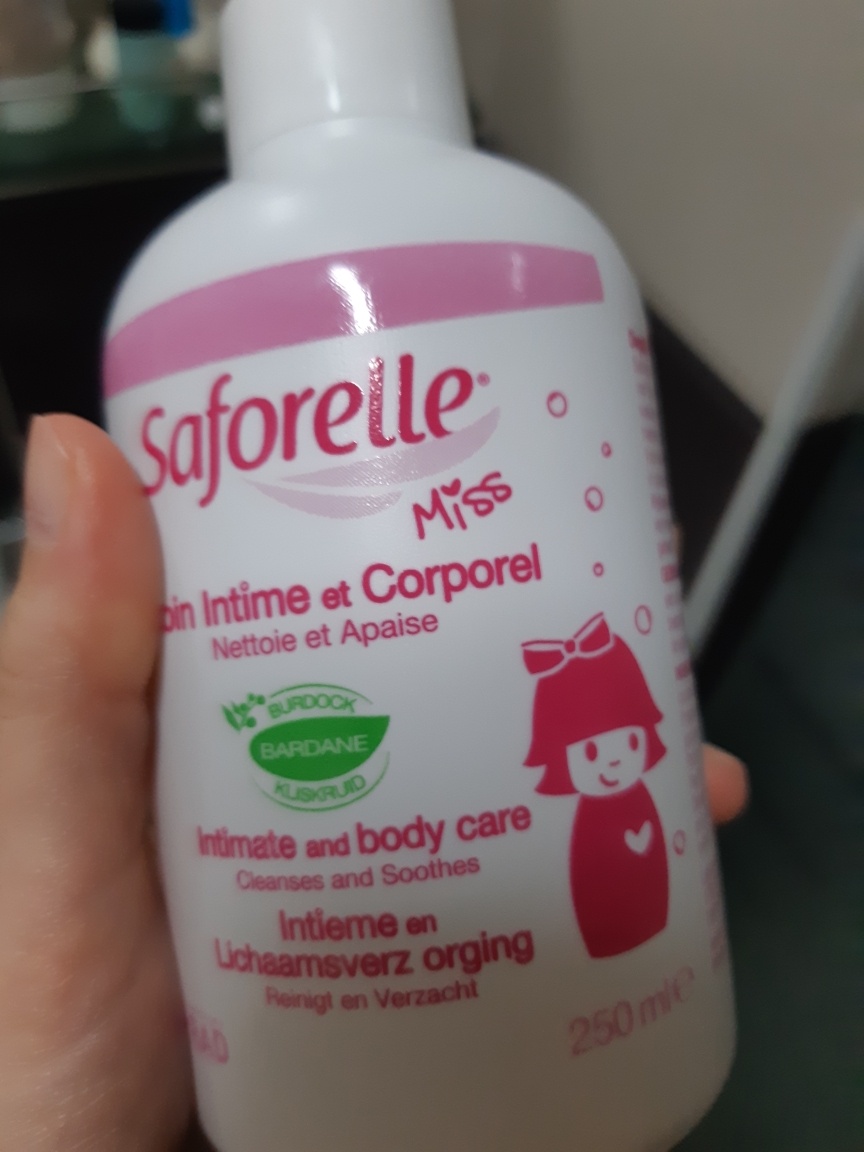 Saforelle®
Miss
oin Intime et Corporel
Nettoie et Apaise
BURDOCK
BARDANE
KLISKRUID
Intimate and body care
Cleanses and Soothes
Intieme en
Lichaamsverz orging
Reinigt en Verzacht
RAD
250 ml e